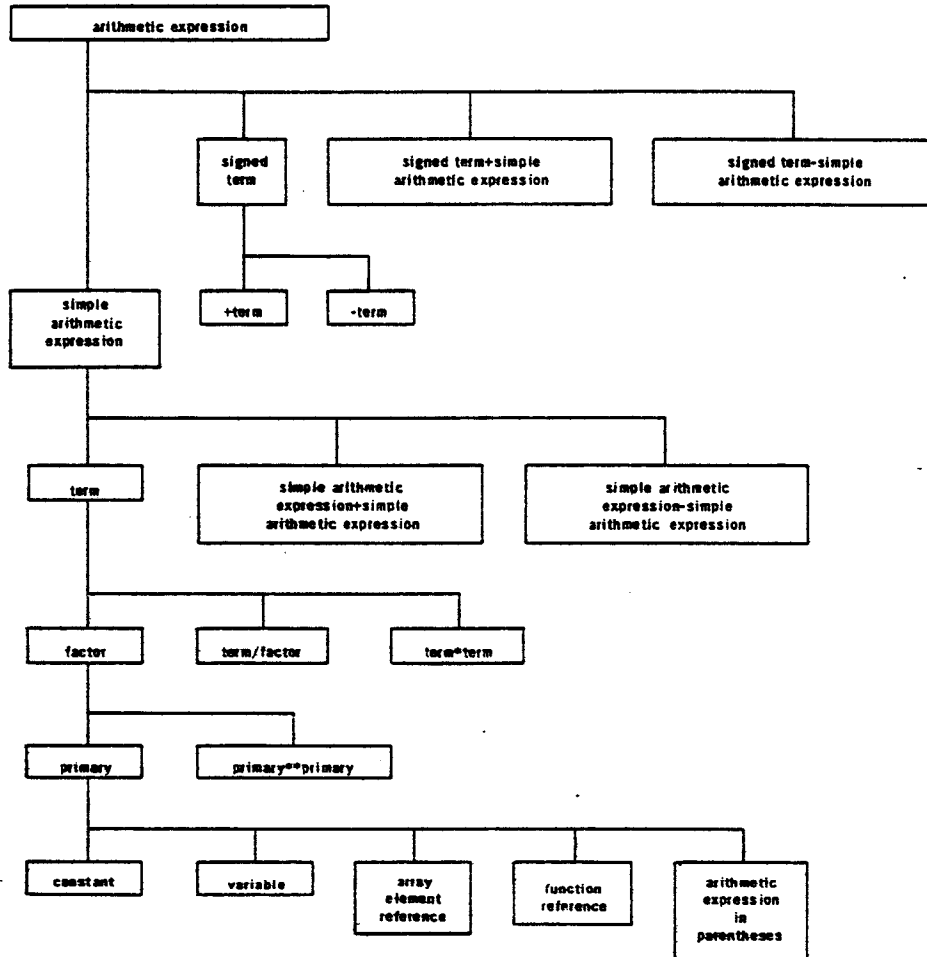 arithmetic expression
signed
term
signed term+simple
arithmetic expression
signed term-simple
arithmetic expression
+term
-term
simple
arithmetic
expression
term
simple arithmetic
expression+simple
arithmetic expression
simple arithmetic
expression-simple
arithmetic expression
factor
term/factor
term*term
primary
primary**primary
constant
variable
array
element
reference
function
reference
arithmetic
expression
in
parentheses